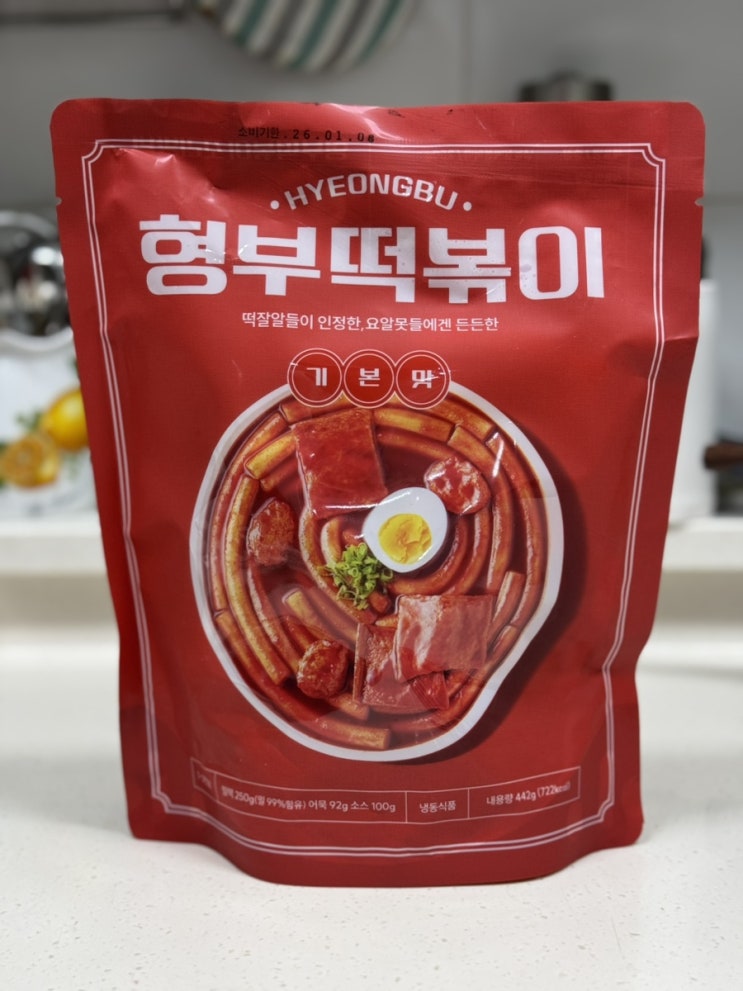 소비기한 . 26.01.08
• HYEONGBU •
형부떡볶이
떡잘알들이 인정한,요알못들에겐 든든한
기본맛
밀떡 250g(밀 99%함유) 어묵 92g 소스 100g 냉동식품 내용량 442g (722kcal)